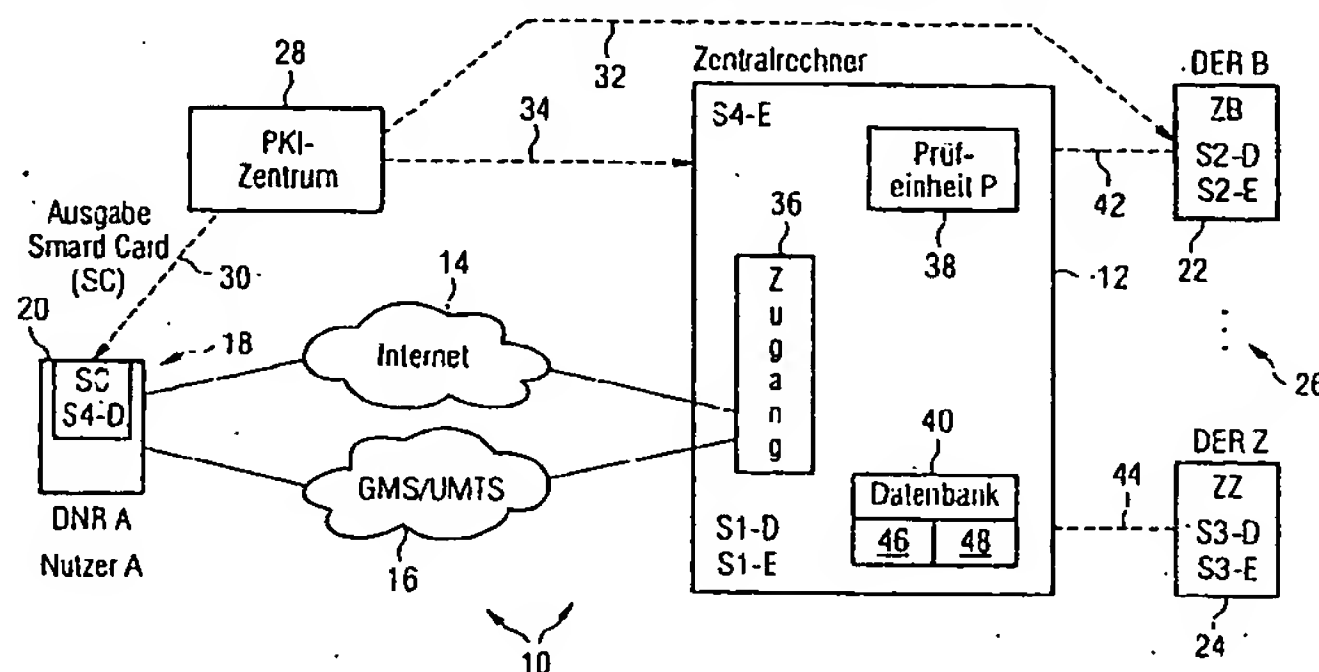 32
28
PKI-
Zentrum
34
Ausgabe
Smard Card
(SC)
30
20
18
SC
S4-D
DNR A
Nutzer A
14
Internet
GMS/UMTS
16
10
Zentralrechner
S4-E
Prüf-
einheit P
38
36
Z
u
g
a
n
g
40
Datenbank
46 48
S1-D
S1-E
12
42
DER B
ZB
S2-D
S2-E
22
26
44
DER Z
ZZ
S3-D
S3-E
24